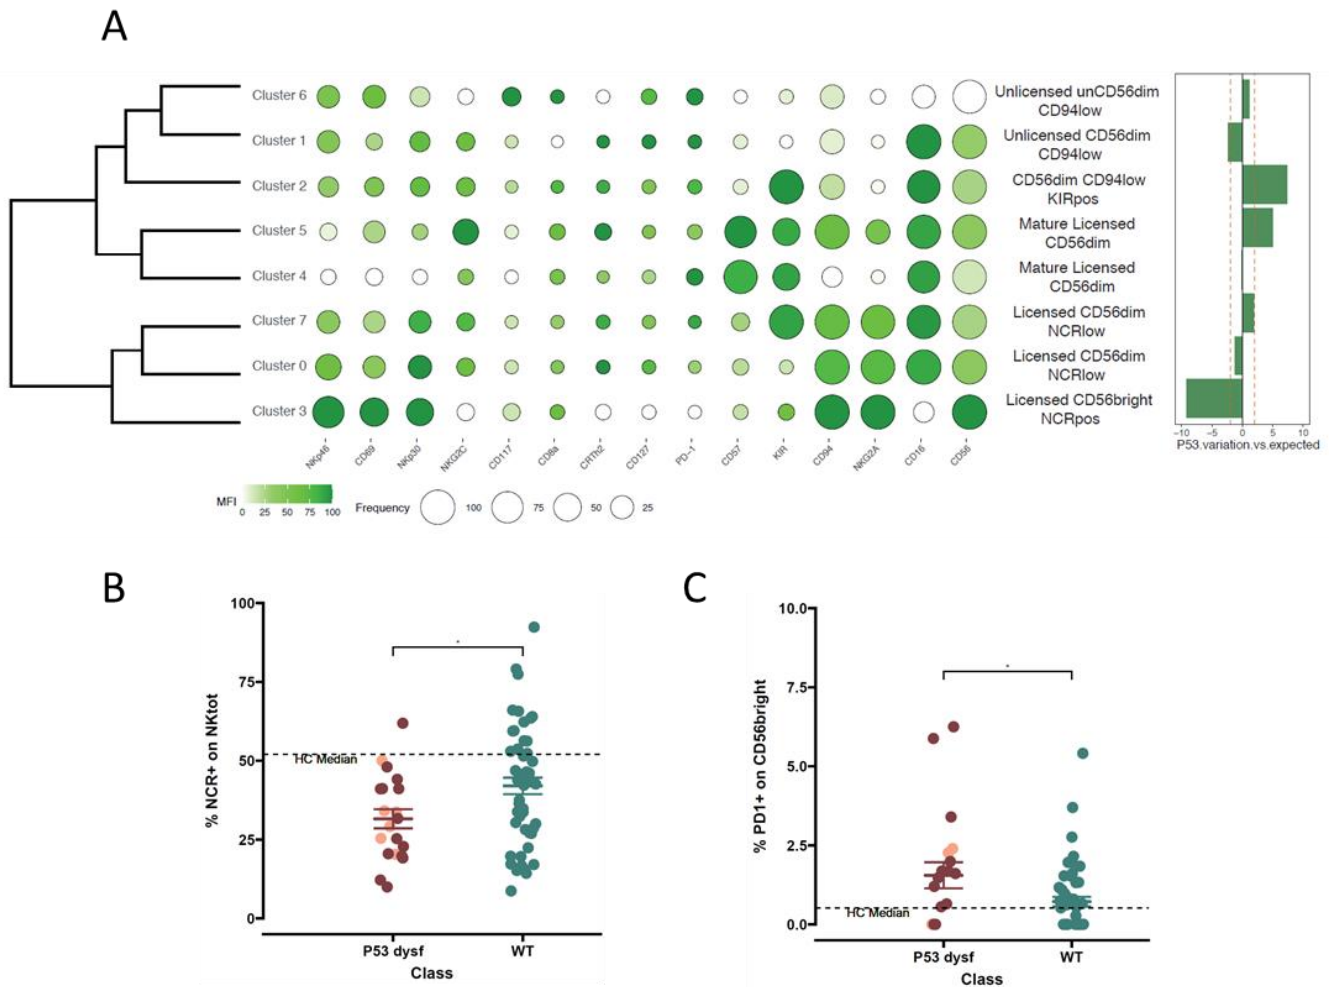 A
Cluster 6
Unlicensed unCD56dim
CD94low
Cluster 1
Unlicensed CD56dim
CD94low
Cluster 2
CD56dim CD94low
KIRpos
Cluster 5
Mature Licensed
CD56dim
Cluster 4
Mature Licensed
CD56dim
Cluster 7
Licensed CD56dim
NCRlow
Cluster 0
Licensed CD56dim
NCRlow
Cluster 3
Licensed CD56bright
NCRpos
−10 −5 0 5 10
P53.variation.vs.expected
NKp46 CD69 NKp30 NKG2C CD117 CD8a CRTh2 CD127 PD-1 CD57 KIR CD94 NKG2A CD16 CD56
MFI
0 25 50 75 100
Frequency 100 75 50 25
B
% NCR+ on NKtot
100
75
50
25
0
*
HC Median
P53 dysf WT
Class
C
% PD1+ on CD56bright
10.0
7.5
5.0
2.5
0.0
*
HC Median
P53 dysf WT
Class